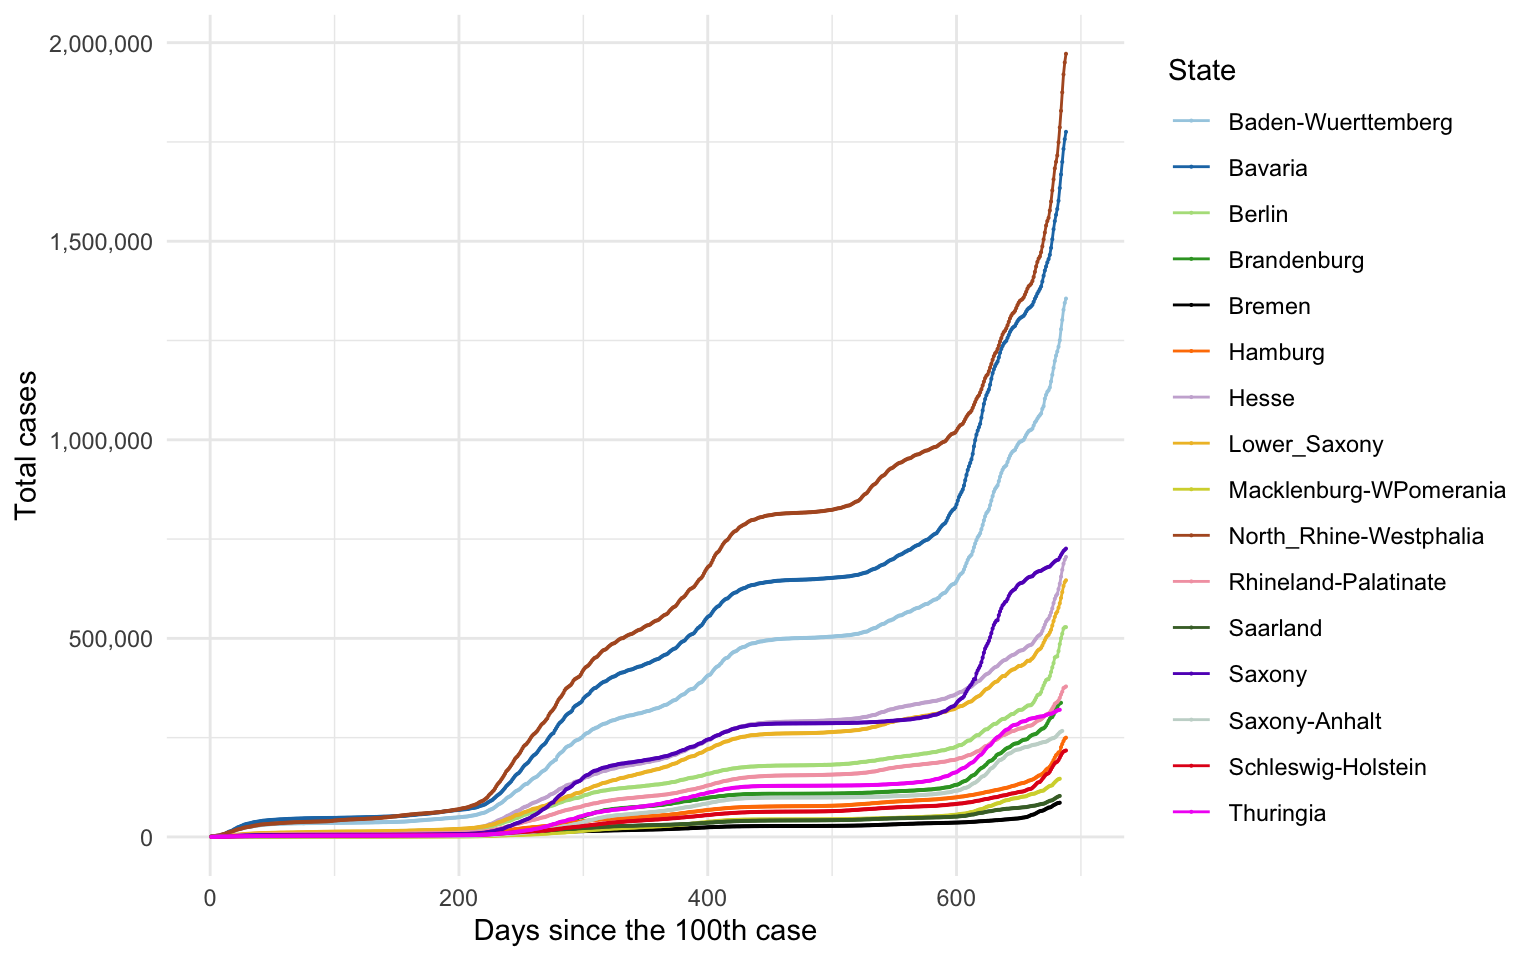 2,000,000
1,500,000
1,000,000
500,000
0
Total cases
0 200 400 600
Days since the 100th case
State
Baden-Wuerttemberg
Bavaria
Berlin
Brandenburg
Bremen
Hamburg
Hesse
Lower_Saxony
Macklenburg-WPomerania
North_Rhine-Westphalia
Rhineland-Palatinate
Saarland
Saxony
Saxony-Anhalt
Schleswig-Holstein
Thuringia